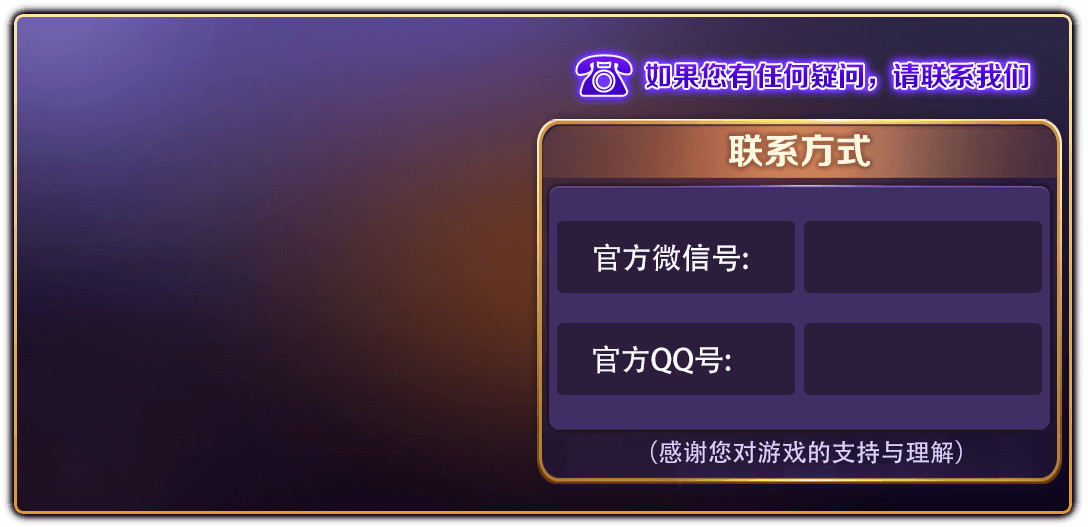 如果您有任何疑问，请联系我们
联系方式
官方微信号:
官方QQ号:
（感谢您对游戏的支持与理解）